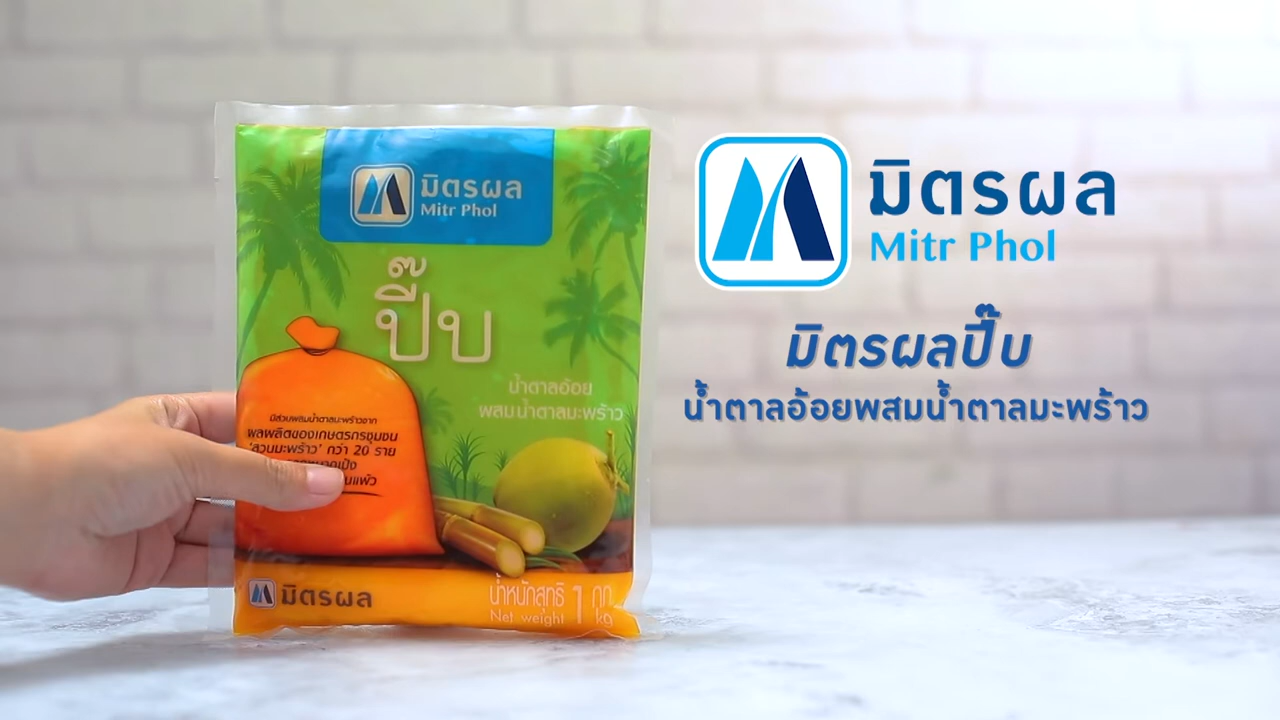 มิตรผล
Mitr Phol
ปี๊บ
น้ำตาลอ้อย
ผสมน้ำตาลมะพร้าว
มีส่วนผสมน้ำตาลมะพร้าวจาก
ผลผลิตของเกษตรกรชุมชน
'สวนมะพร้าว' กว่า 20 ราย
แพ้ว
มิตรผล
น้ำหนักสุทธิ 1 กก.
Net weight kg
มิตรผล
Mitr Phol
มิตรผลปี๊บ
น้ำตาลอ้อยผสมน้ำตาลมะพร้าว